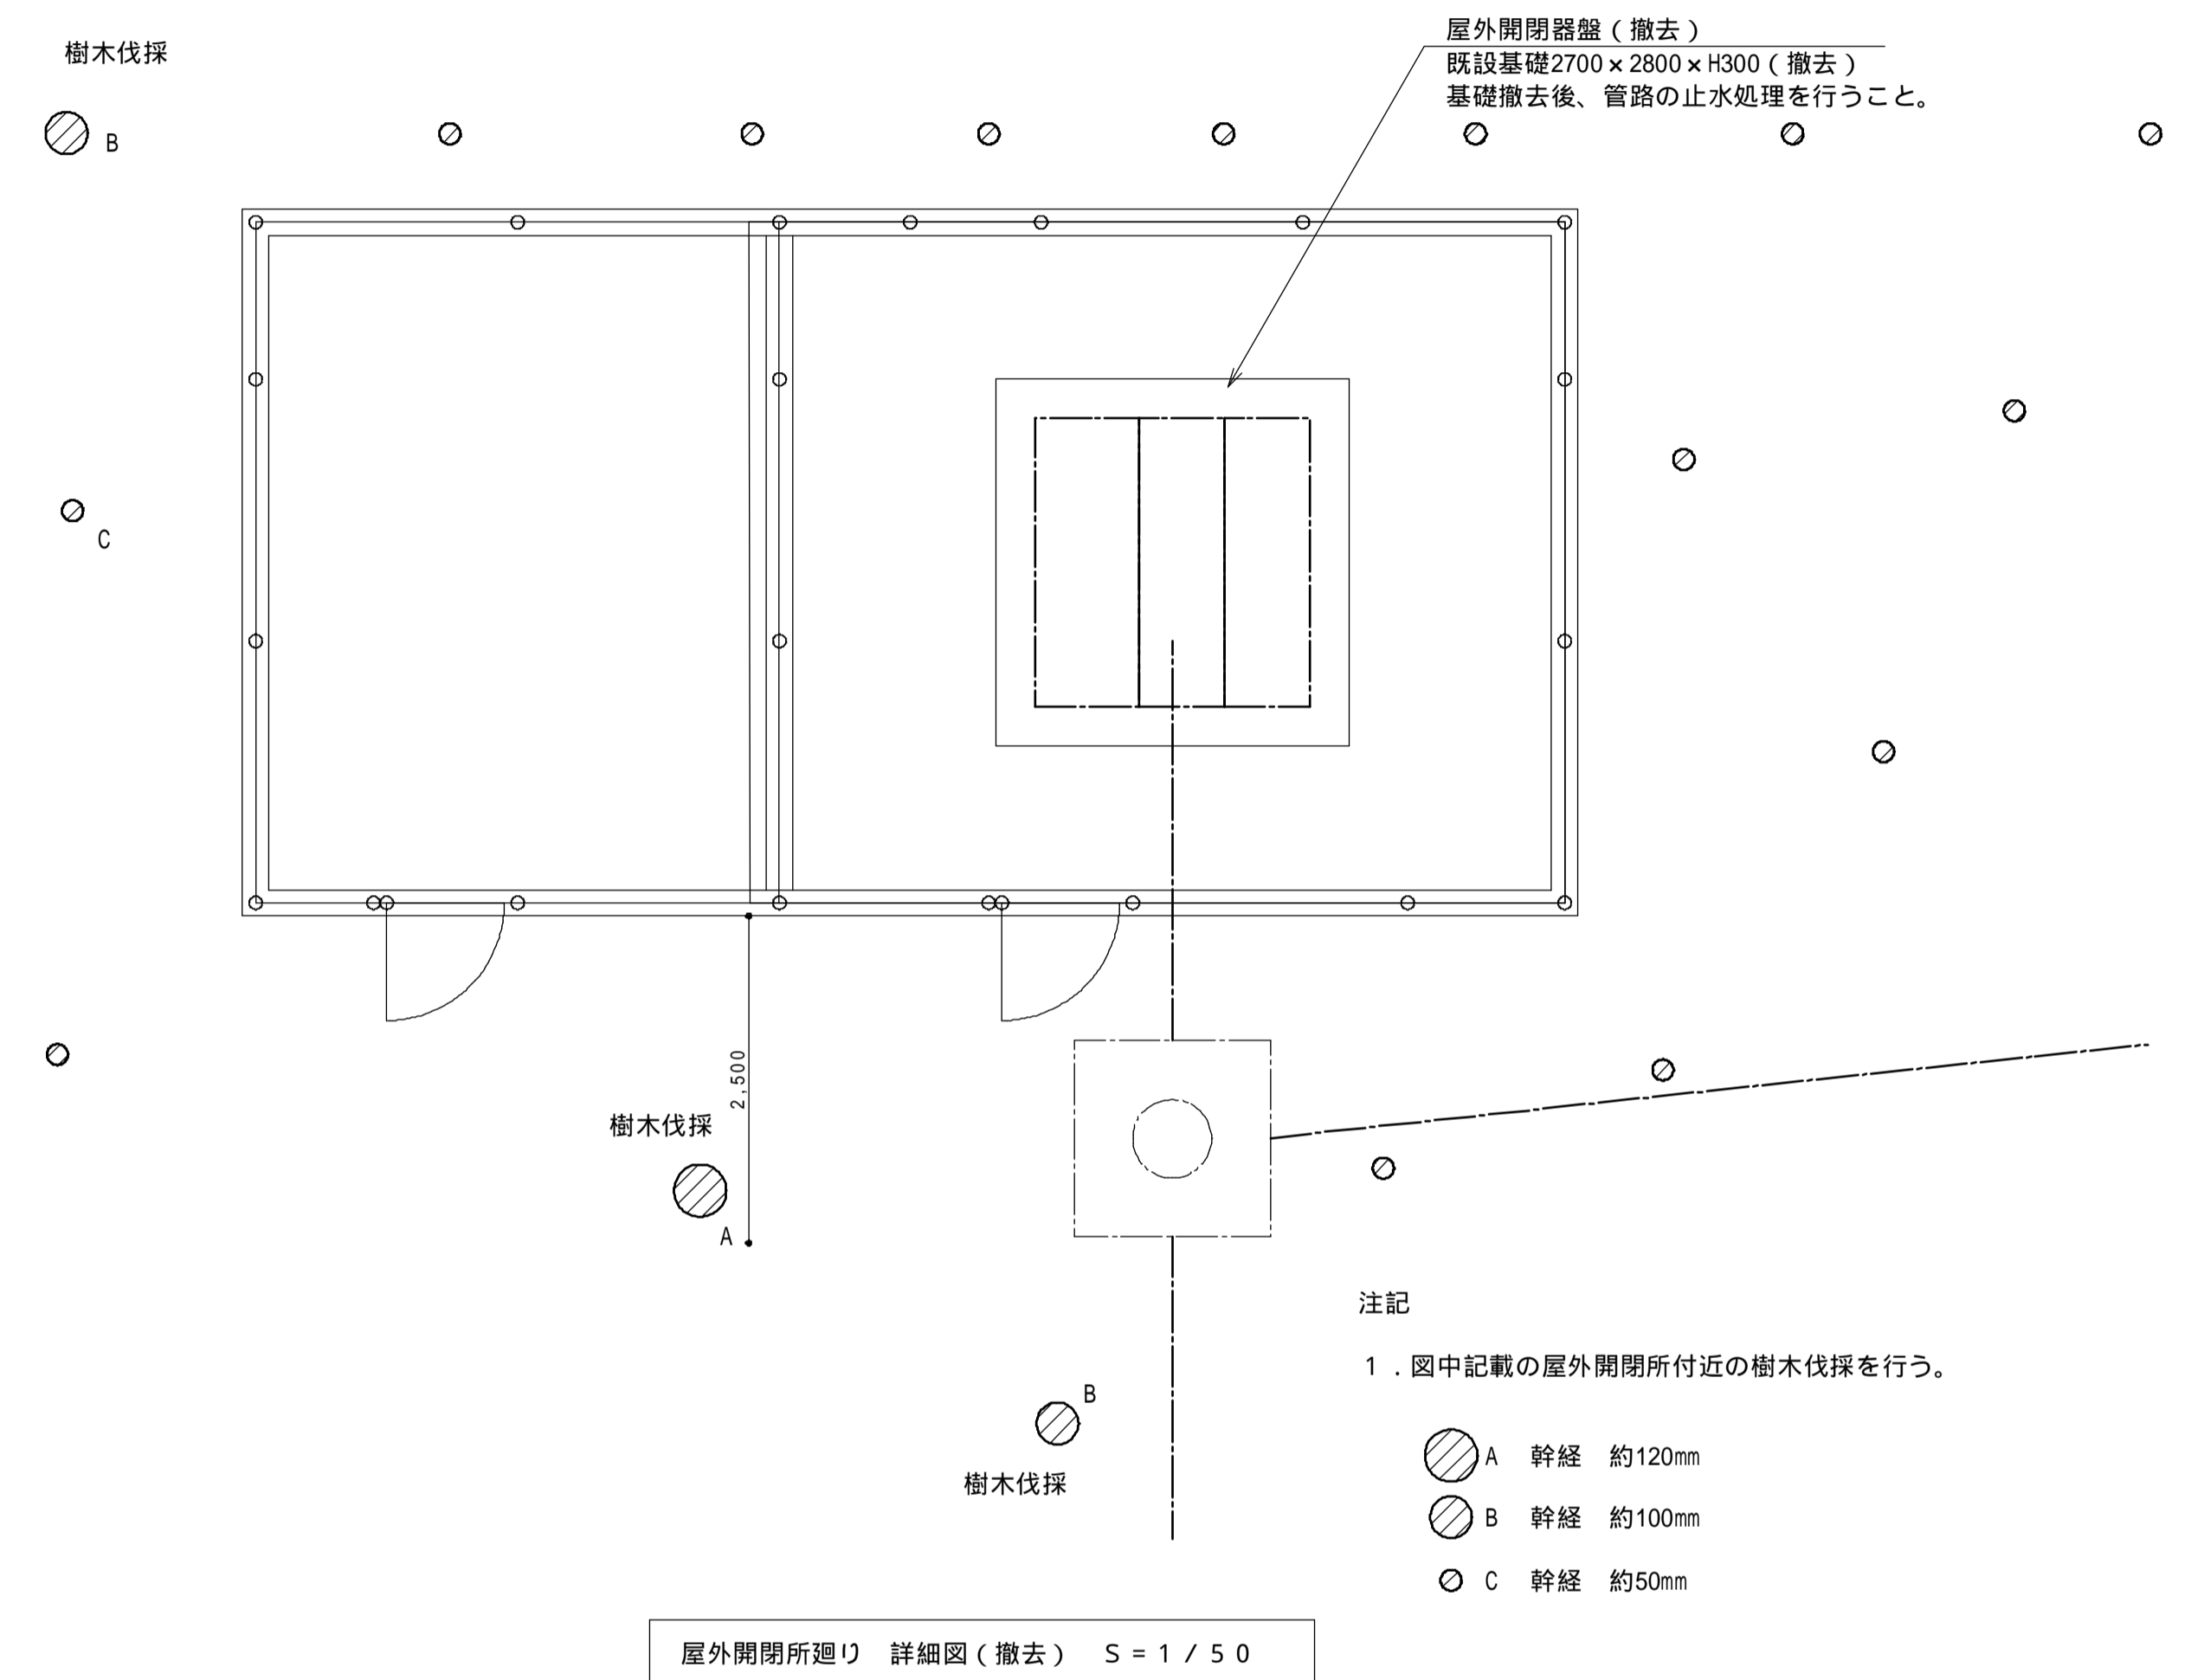 樹木伐採
B
屋外開閉器盤（撤去）
既設基礎2700×2800×H300（撤去）
基礎撤去後、管路の止水処理を行うこと。
C
2,500
樹木伐採
A
B
樹木伐採
注記
１．図中記載の屋外開閉所付近の樹木伐採を行う。
A　幹経　約120㎜
B　幹経　約100㎜
C　幹経　約50㎜
屋外開閉所廻り　詳細図（撤去）　Ｓ＝１／５０